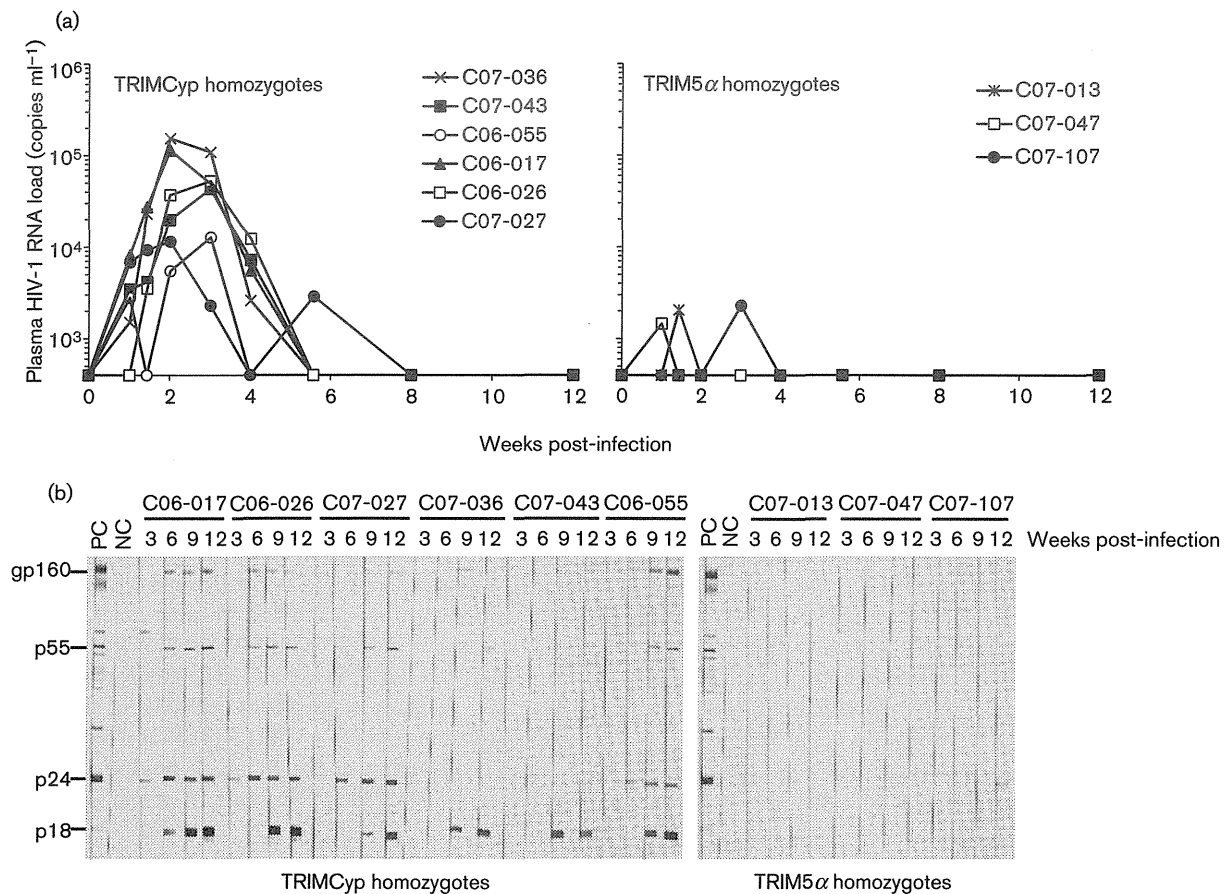 (a)
Plasma HIV-1 RNA load (copies ml⁻¹)
10⁶
10⁵
10⁴
10³
TRIMCyp homozygotes
C07-036
C07-043
C06-055
C06-017
C06-026
C07-027
0 2 4 6 8 10 12
TRIM5α homozygotes
C07-013
C07-047
C07-107
0 2 4 6 8 10 12
Weeks post-infection
(b)
C06-017 C06-026 C07-027 C07-036 C07-043 C06-055
PC NC 3 6 9 12 3 6 9 12 3 6 9 12 3 6 9 12 3 6 9 12 3 6 9 12
C07-013 C07-047 C07-107
PC NC 3 6 9 12 3 6 9 12 3 6 9 12 Weeks post-infection
gp160
p55
p24
p18
TRIMCyp homozygotes
TRIM5α homozygotes